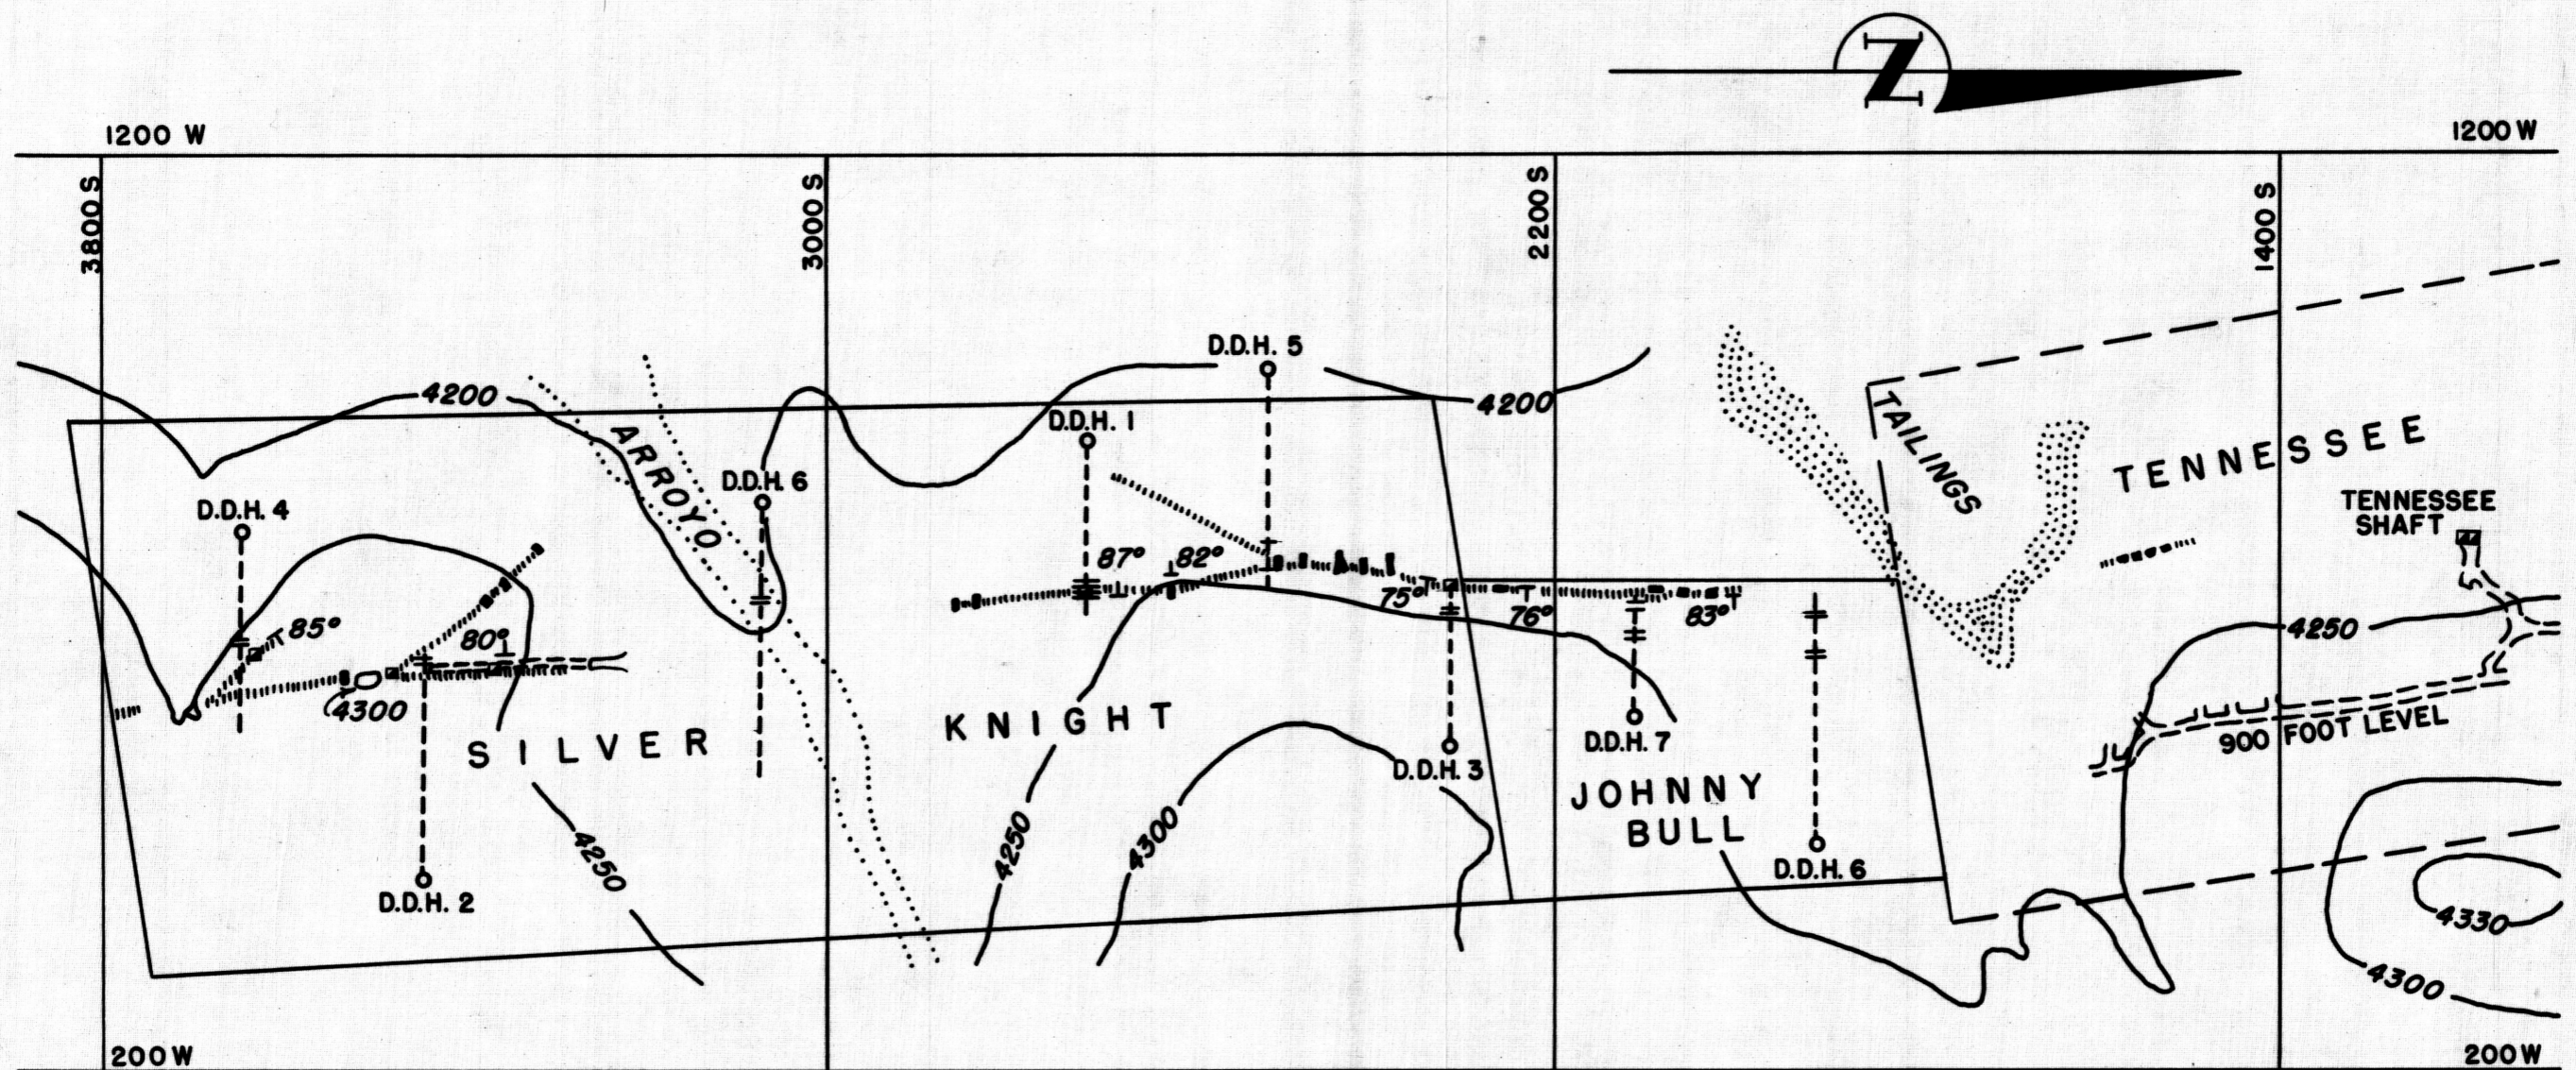 N
1200 W
1200 W
3800 S
3000 S
2200 S
1400 S
D.D.H. 5
4200
4200
D.D.H. 1
ARROYO
TAILINGS
TENNESSEE
D.D.H. 6
D.D.H. 4
TENNESSEE
SHAFT
87°
82°
75°
76°
83°
85°
80°
4250
4300
SILVER
KNIGHT
900 FOOT LEVEL
D.D.H. 7
D.D.H. 3
JOHNNY
BULL
4250
4250
4300
D.D.H. 6
D.D.H. 2
4330
4300
200 W
200 W